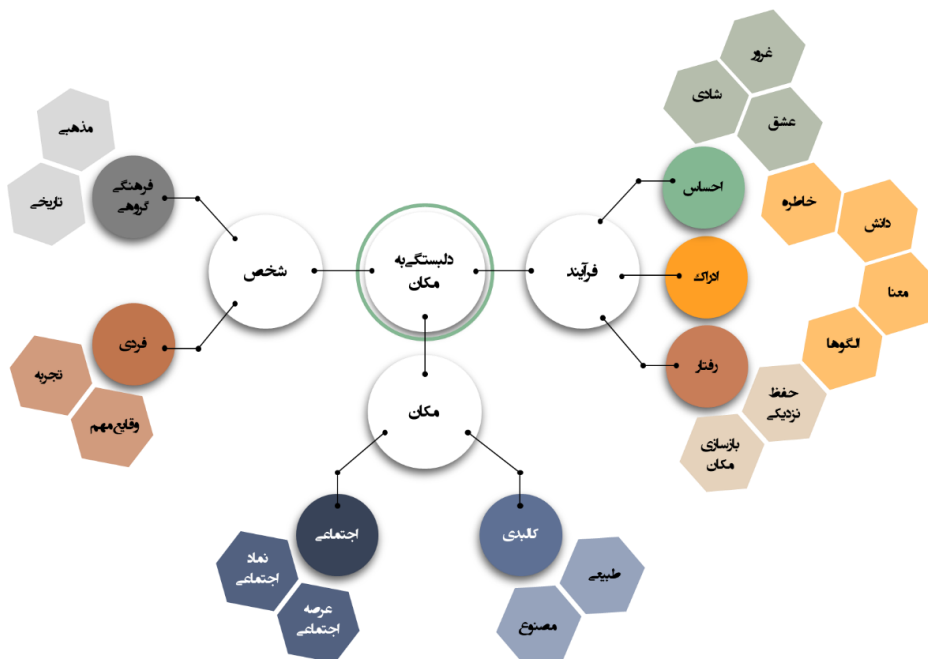 دلبستگی به
مکان
فرآیند
احساس
غرور
شادی
عشق
ادراک
خاطره
دانش
معنا
الگوها
رفتار
حفظ
نزدیکی
بازسازی
مکان
شخص
فرهنگی
گروهی
مذهبی
تاریخی
فردی
تجربه
وقایع مهم
مکان
کالبدی
طبیعی
مصنوع
اجتماعی
نماد
اجتماعی
عرصه
اجتماعی